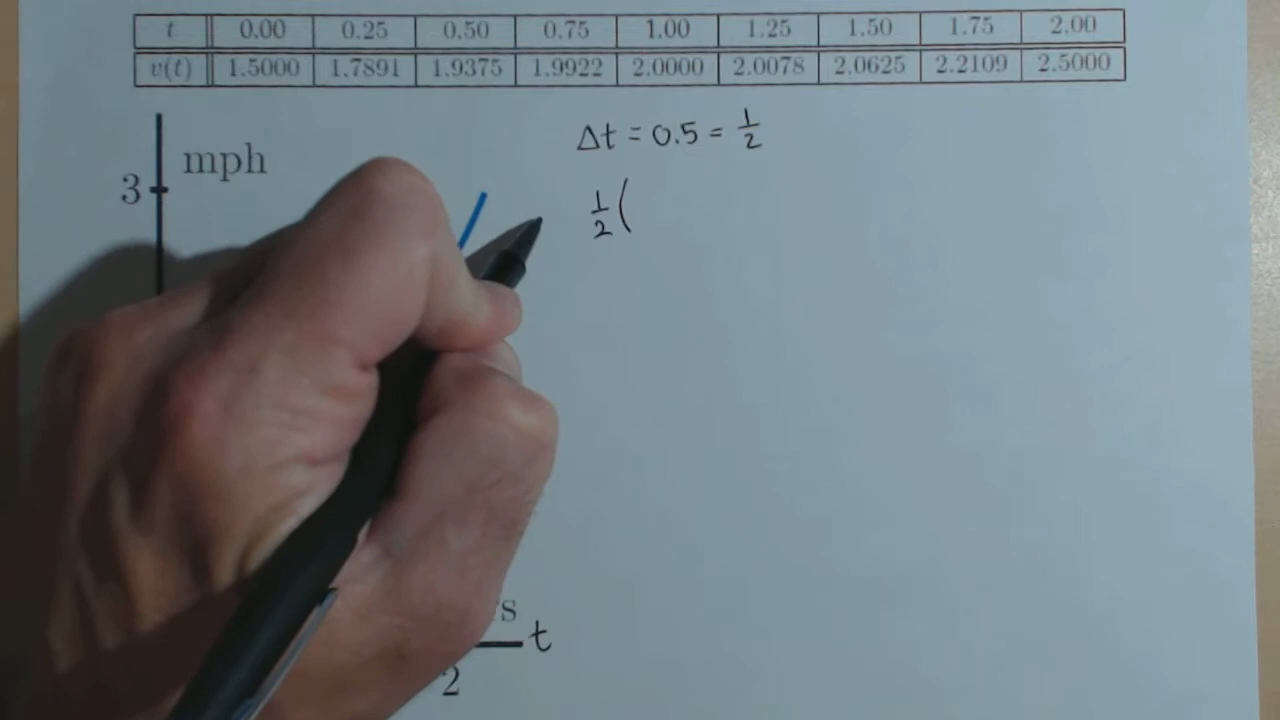 t 0.00 0.25 0.50 0.75 1.00 1.25 1.50 1.75 2.00
v(t) 1.5000 1.7891 1.9375 1.9922 2.0000 2.0078 2.0625 2.2109 2.5000
Δt = 0.5 = 1/2
mph
3
1/2(
t
2